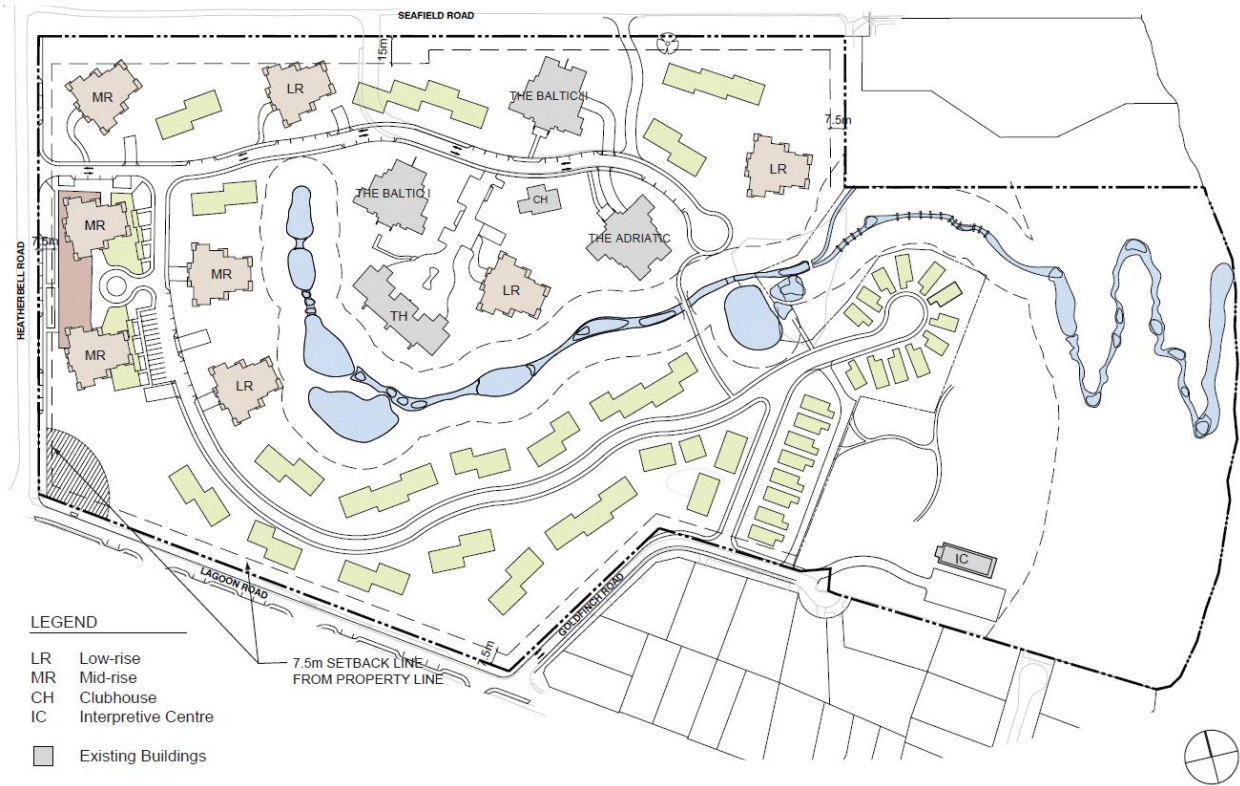 SEAFIELD ROAD
15m
MR
LR
THE BALTIC II
7.5m
LR
THE BALTIC I
CH
THE ADRIATIC
MR
7.5m
MR
LR
TH
HEATHERBELL ROAD
MR
LR
IC
LAGOON ROAD
GOLDFINCH ROAD
7.5m
7.5m SETBACK LINE
FROM PROPERTY LINE
LEGEND
LR Low-rise
MR Mid-rise
CH Clubhouse
IC Interpretive Centre
Existing Buildings